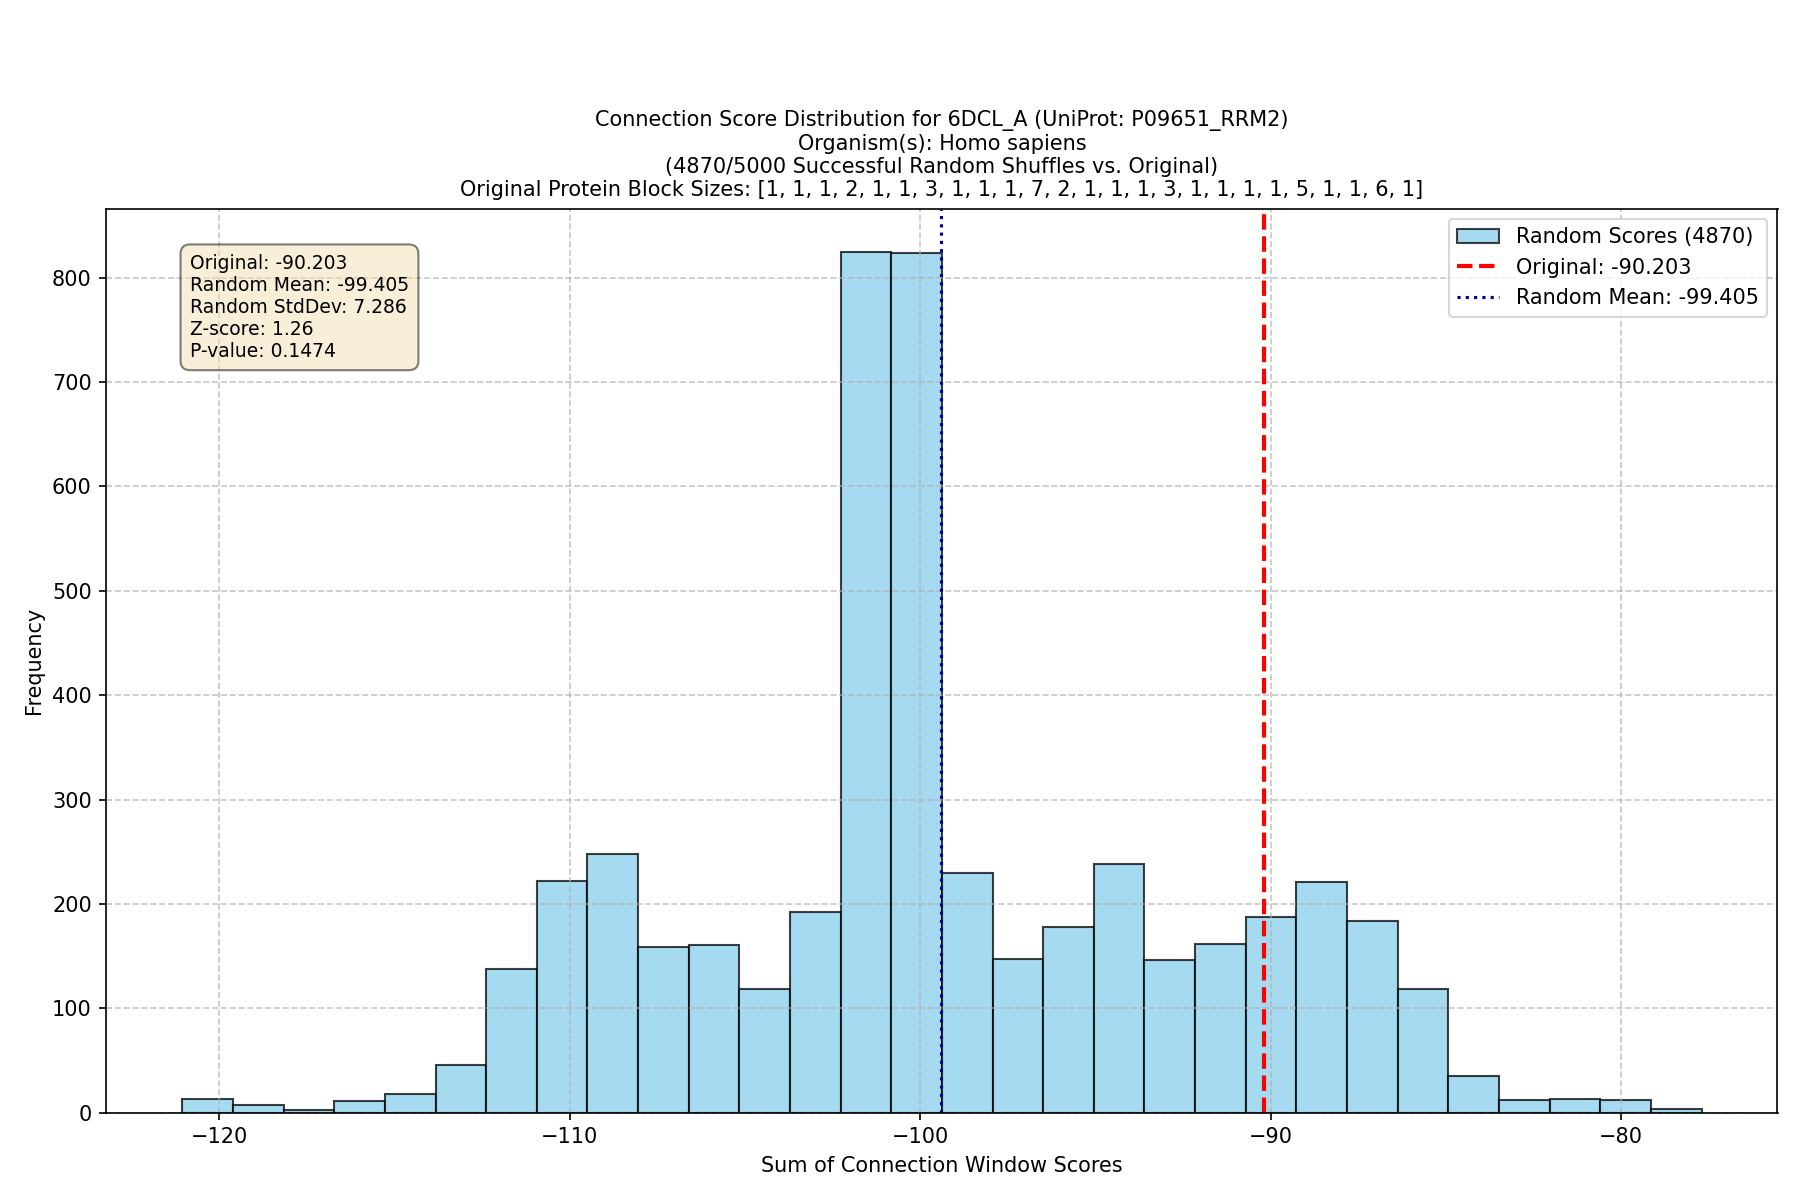 Connection Score Distribution for 6DCL_A (UniProt: P09651_RRM2)
Organism(s): Homo sapiens
(4870/5000 Successful Random Shuffles vs. Original)
Original Protein Block Sizes: [1, 1, 1, 2, 1, 1, 3, 1, 1, 1, 7, 2, 1, 1, 1, 3, 1, 1, 1, 1, 5, 1, 1, 6, 1]
Original: -90.203
Random Mean: -99.405
Random StdDev: 7.286
Z-score: 1.26
P-value: 0.1474
Random Scores (4870)
Original: -90.203
Random Mean: -99.405
Frequency
800
700
600
500
400
300
200
100
0
−120
−110
−100
−90
−80
Sum of Connection Window Scores